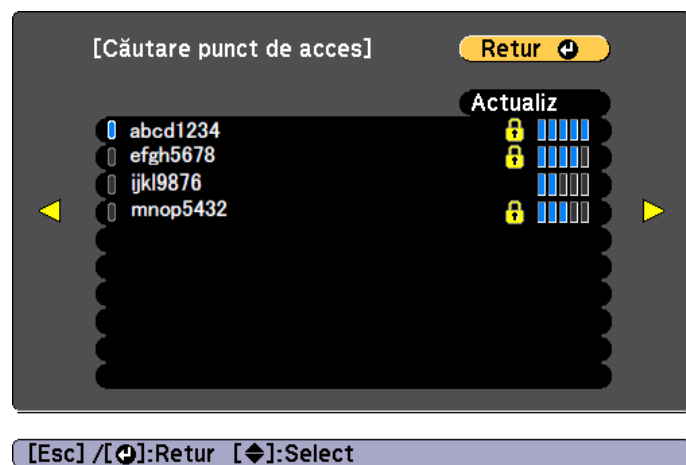 [Căutare punct de acces]
Retur
Actualiz
abcd1234
efgh5678
ijkl9876
mnop5432
[Esc] /[⏎]:Retur [◆]:Select